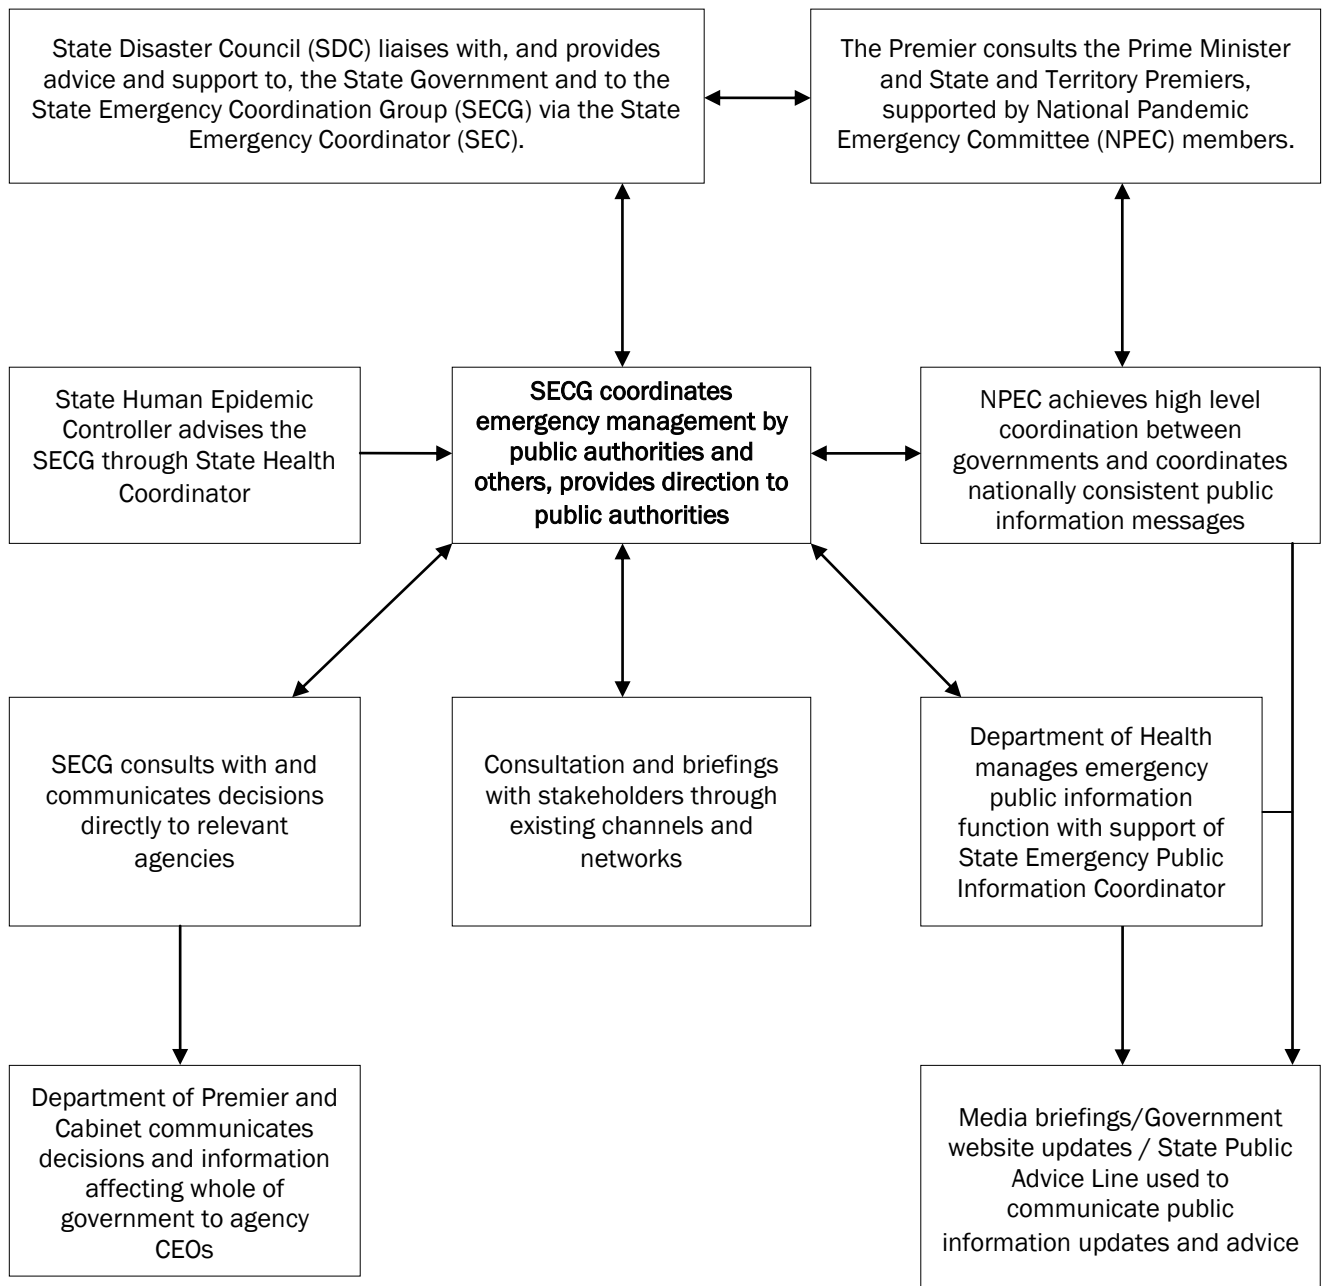 State Disaster Council (SDC) liaises with, and provides
advice and support to, the State Government and to the
State Emergency Coordination Group (SECG) via the State
Emergency Coordinator (SEC).
The Premier consults the Prime Minister
and State and Territory Premiers,
supported by National Pandemic
Emergency Committee (NPEC) members.
State Human Epidemic
Controller advises the
SECG through State Health
Coordinator
SECG coordinates
emergency management by
public authorities and
others, provides direction to
public authorities
NPEC achieves high level
coordination between
governments and coordinates
nationally consistent public
information messages
SECG consults with and
communicates decisions
directly to relevant
agencies
Consultation and briefings
with stakeholders through
existing channels and
networks
Department of Health
manages emergency
public information
function with support of
State Emergency Public
Information Coordinator
Department of Premier and
Cabinet communicates
decisions and information
affecting whole of
government to agency
CEOs
Media briefings/Government
website updates / State Public
Advice Line used to
communicate public
information updates and advice